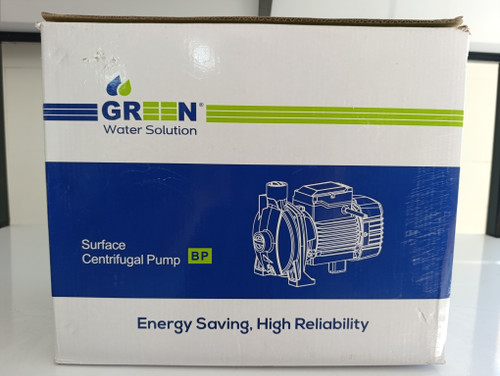 GREEN®
Water Solution
Surface
Centrifugal Pump BP
Energy Saving, High Reliability